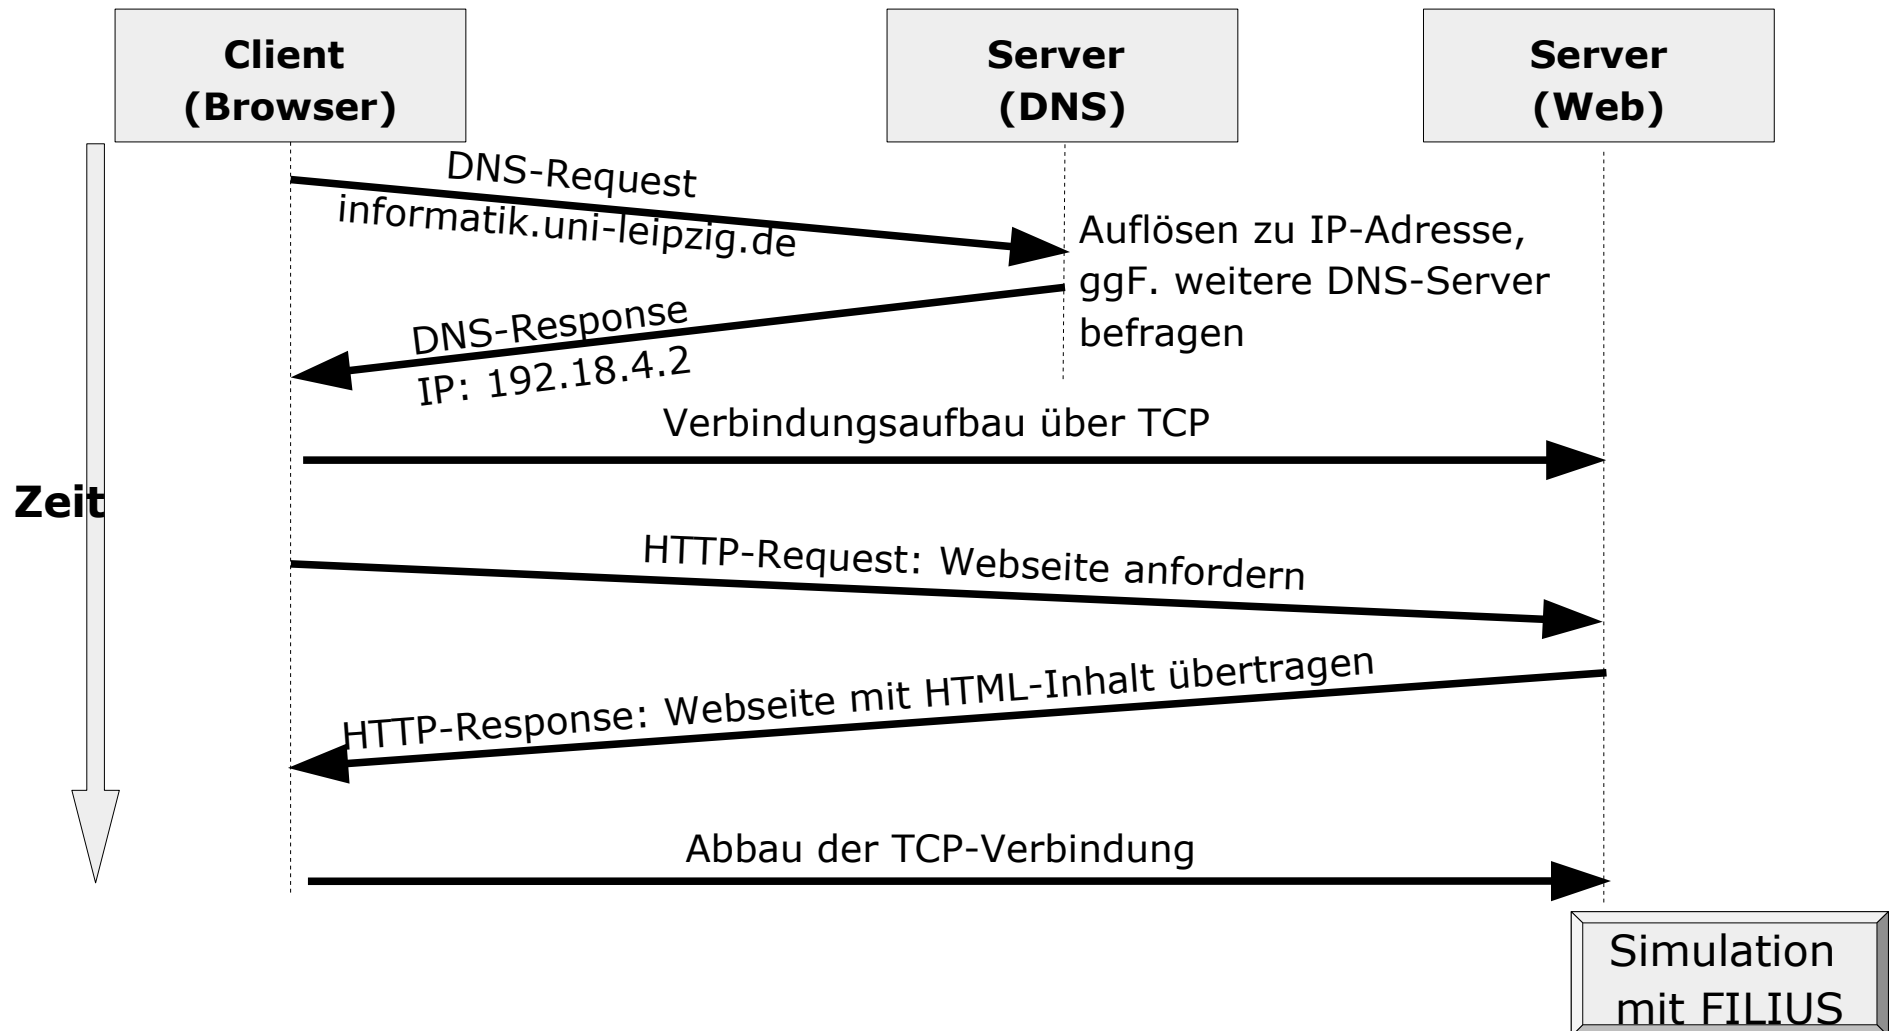 Client
(Browser)
Server
(DNS)
Server
(Web)
DNS-Request
informatik.uni-leipzig.de
Auflösen zu IP-Adresse,
ggF. weitere DNS-Server
befragen
DNS-Response
IP: 192.18.4.2
Verbindungsaufbau über TCP
Zeit
HTTP-Request: Webseite anfordern
HTTP-Response: Webseite mit HTML-Inhalt übertragen
Abbau der TCP-Verbindung
Simulation
mit FILIUS